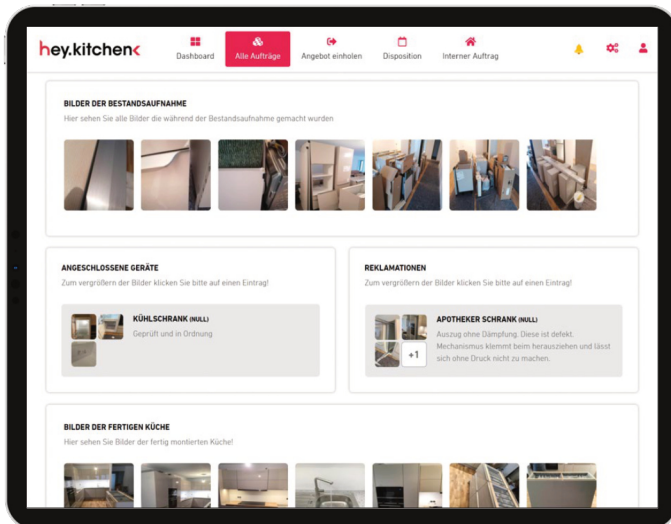 hey.kitchen
Dashboard
Alle Aufträge
Angebot einholen
Disposition
Interner Auftrag
BILDER DER BESTANDSAUFNAHME
Hier sehen Sie alle Bilder die während der Bestandsaufnahme gemacht wurden
ANGESCHLOSSENE GERÄTE
Zum vergrößern der Bilder klicken Sie bitte auf einen Eintrag!
KÜHLSCHRANK (NULL)
Geprüft und in Ordnung
REKLAMATIONEN
Zum vergrößern der Bilder klicken Sie bitte auf einen Eintrag!
APOTHEKER SCHRANK (NULL)
Auszug ohne Dämpfung. Diese ist defekt.
Mechanismus klemmt beim herausziehen und lässt
sich ohne Druck nicht zu machen.
+1
BILDER DER FERTIGEN KÜCHE
Hier sehen Sie Bilder der fertig montierten Küche!